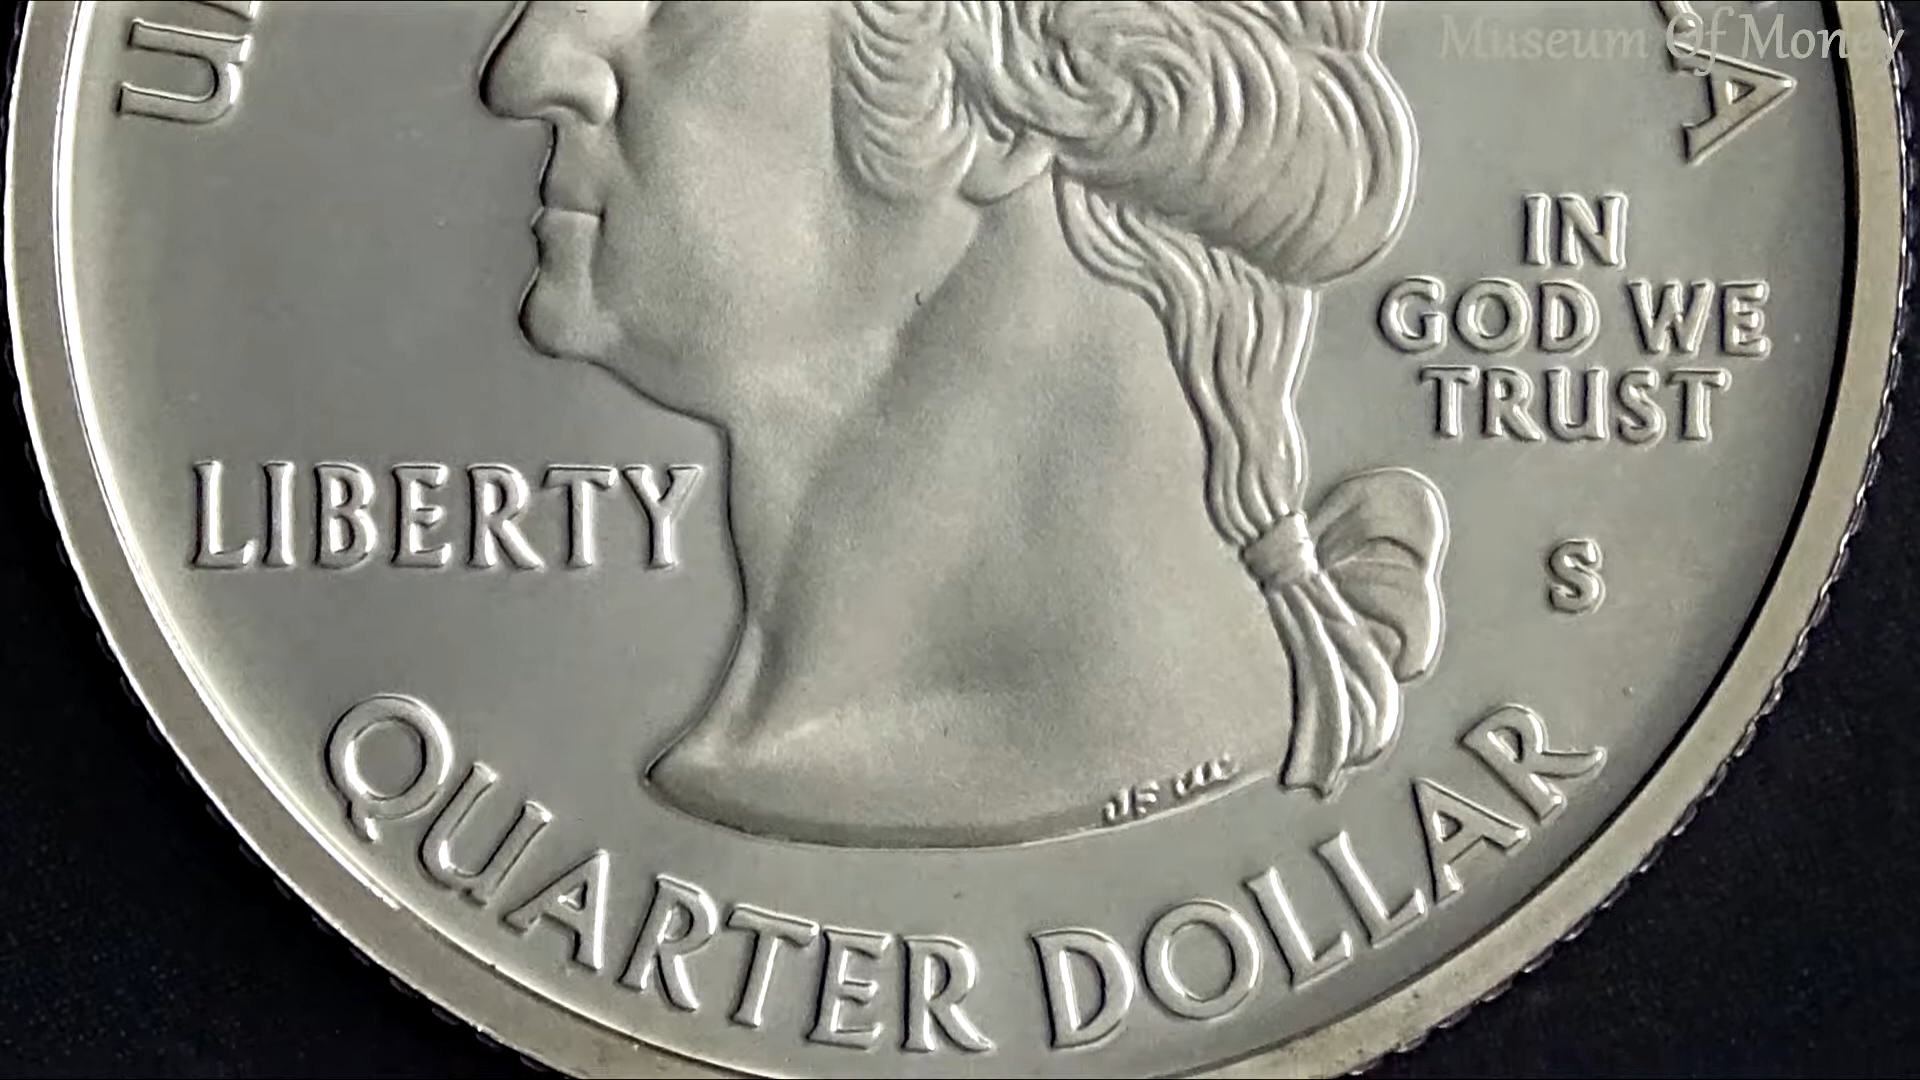 Museum Of Money
IN
GOD WE
TRUST
LIBERTY
S
QUARTER DOLLAR